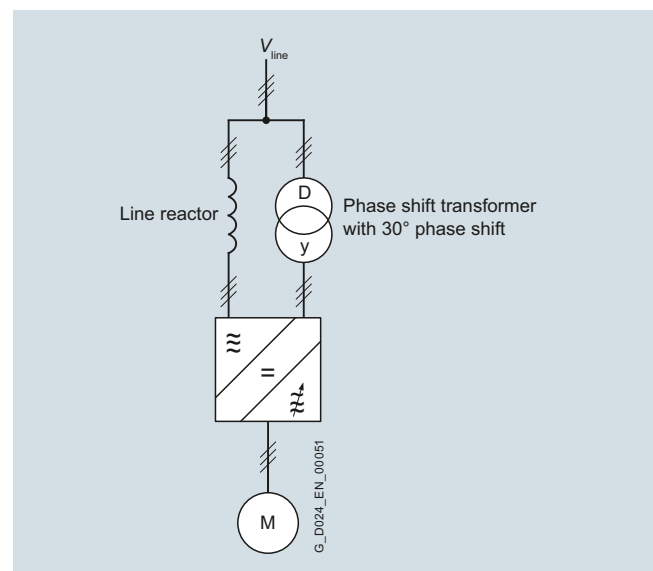 V line
D
Line reactor
Phase shift transformer
with 30° phase shift
y
≈
=
≈
M
G_D024_EN_00051